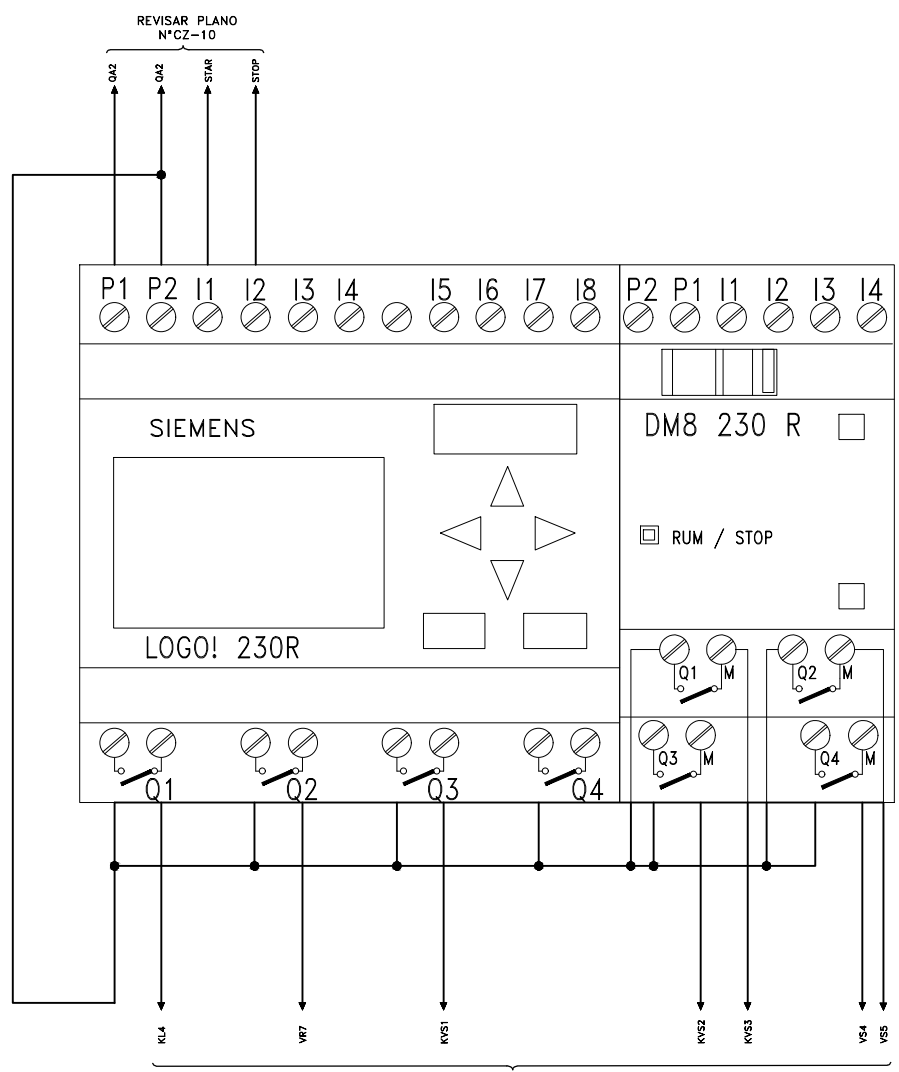 REVISAR PLANO
N°CZ-10
QA2 QA2 STAR STOP
P1 P2 I1 I2 I3 I4 I5 I6 I7 I8 P2 P1 I1 I2 I3 I4
SIEMENS
DM8 230 R
RUM / STOP
LOGO! 230R
Q1 M Q2 M
Q3 M Q4 M
Q1 Q2 Q3 Q4
KL4 VR7 KVS1 KVS2 KVS3 VS4 VS5